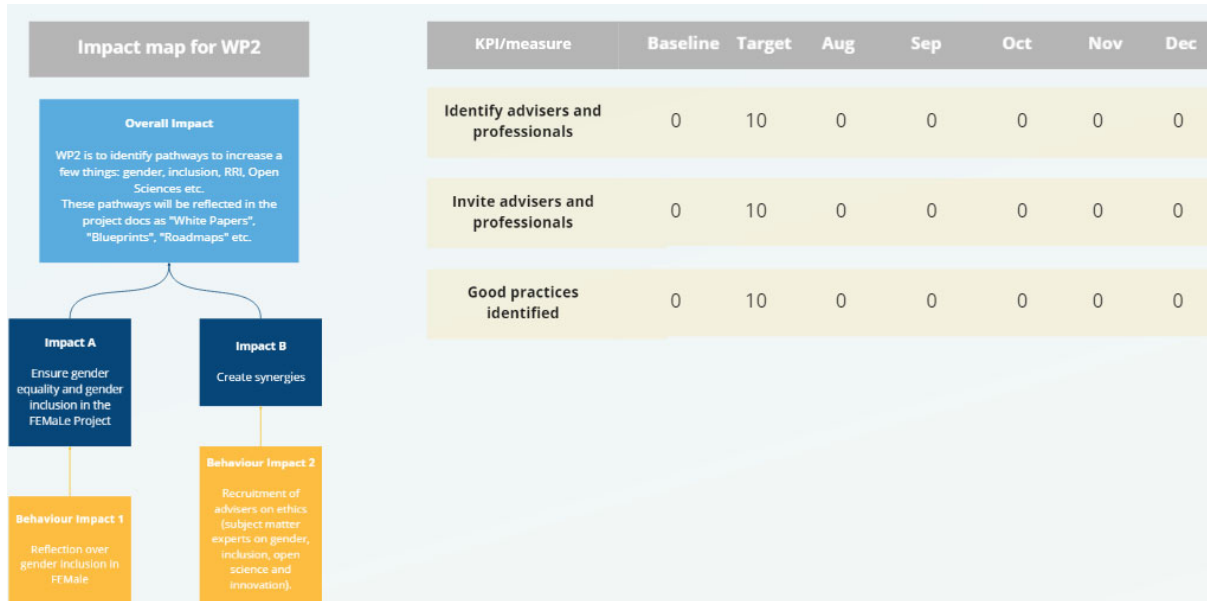 Impact map for WP2
Overall Impact
WP2 is to identify pathways to increase a
few things: gender, inclusion, RRI, Open
Sciences etc.
These pathways will be reflected in the
project docs as "White Papers",
"Blueprints", "Roadmaps" etc.
Impact A
Ensure gender
equality and gender
inclusion in the
FEMaLe Project
Impact B
Create synergies
Behaviour Impact 1
Reflection over
gender inclusion in
FEMale
Behaviour Impact 2
Recruitment of
advisers on ethics
(subject matter
experts on gender,
inclusion, open
science and
innovation).
KPI/measure Baseline Target Aug Sep Oct Nov Dec
Identify advisers and
professionals 0 10 0 0 0 0 0
Invite advisers and
professionals 0 10 0 0 0 0 0
Good practices
identified 0 10 0 0 0 0 0